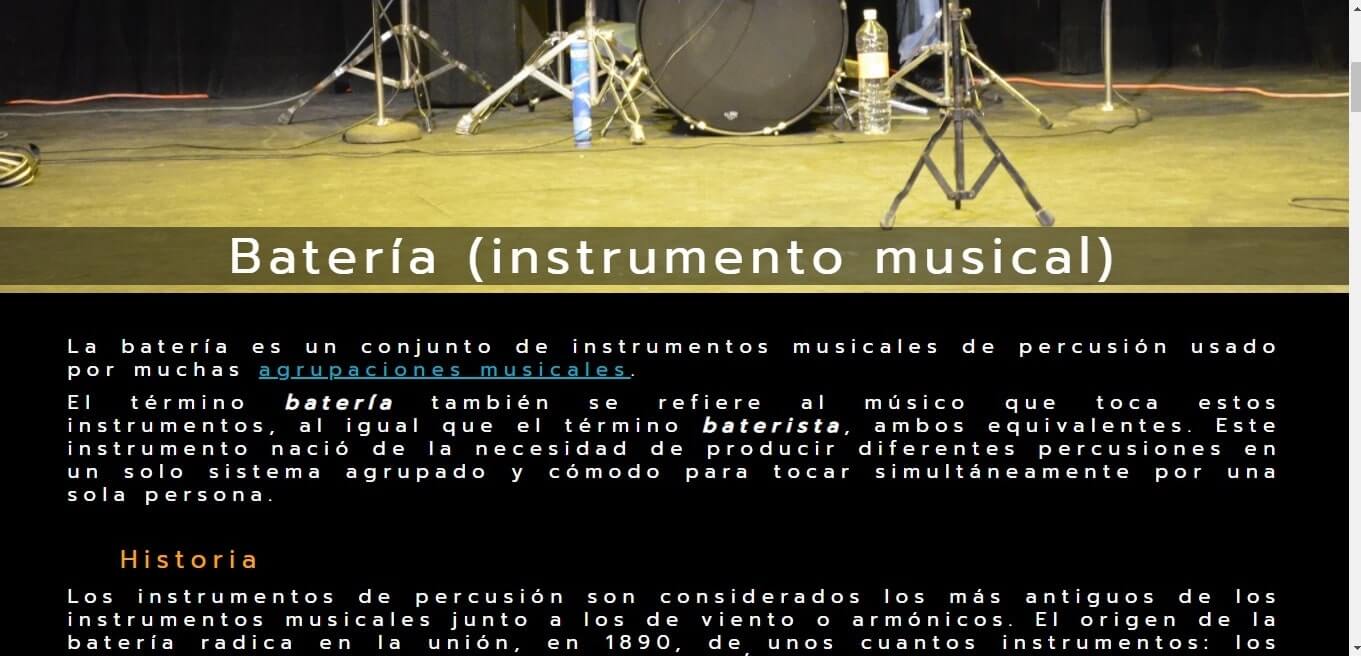 Batería (instrumento musical)
La batería es un conjunto de instrumentos musicales de percusión usado
por muchas agrupaciones musicales.
El término batería también se refiere al músico que toca estos
instrumentos, al igual que el término baterista, ambos equivalentes. Este
instrumento nació de la necesidad de producir diferentes percusiones en
un solo sistema agrupado y cómodo para tocar simultáneamente por una
sola persona.
Historia
Los instrumentos de percusión son considerados los más antiguos de los
instrumentos musicales junto a los de viento o armónicos. El origen de la
batería radica en la unión, en 1890, de unos cuantos instrumentos: los